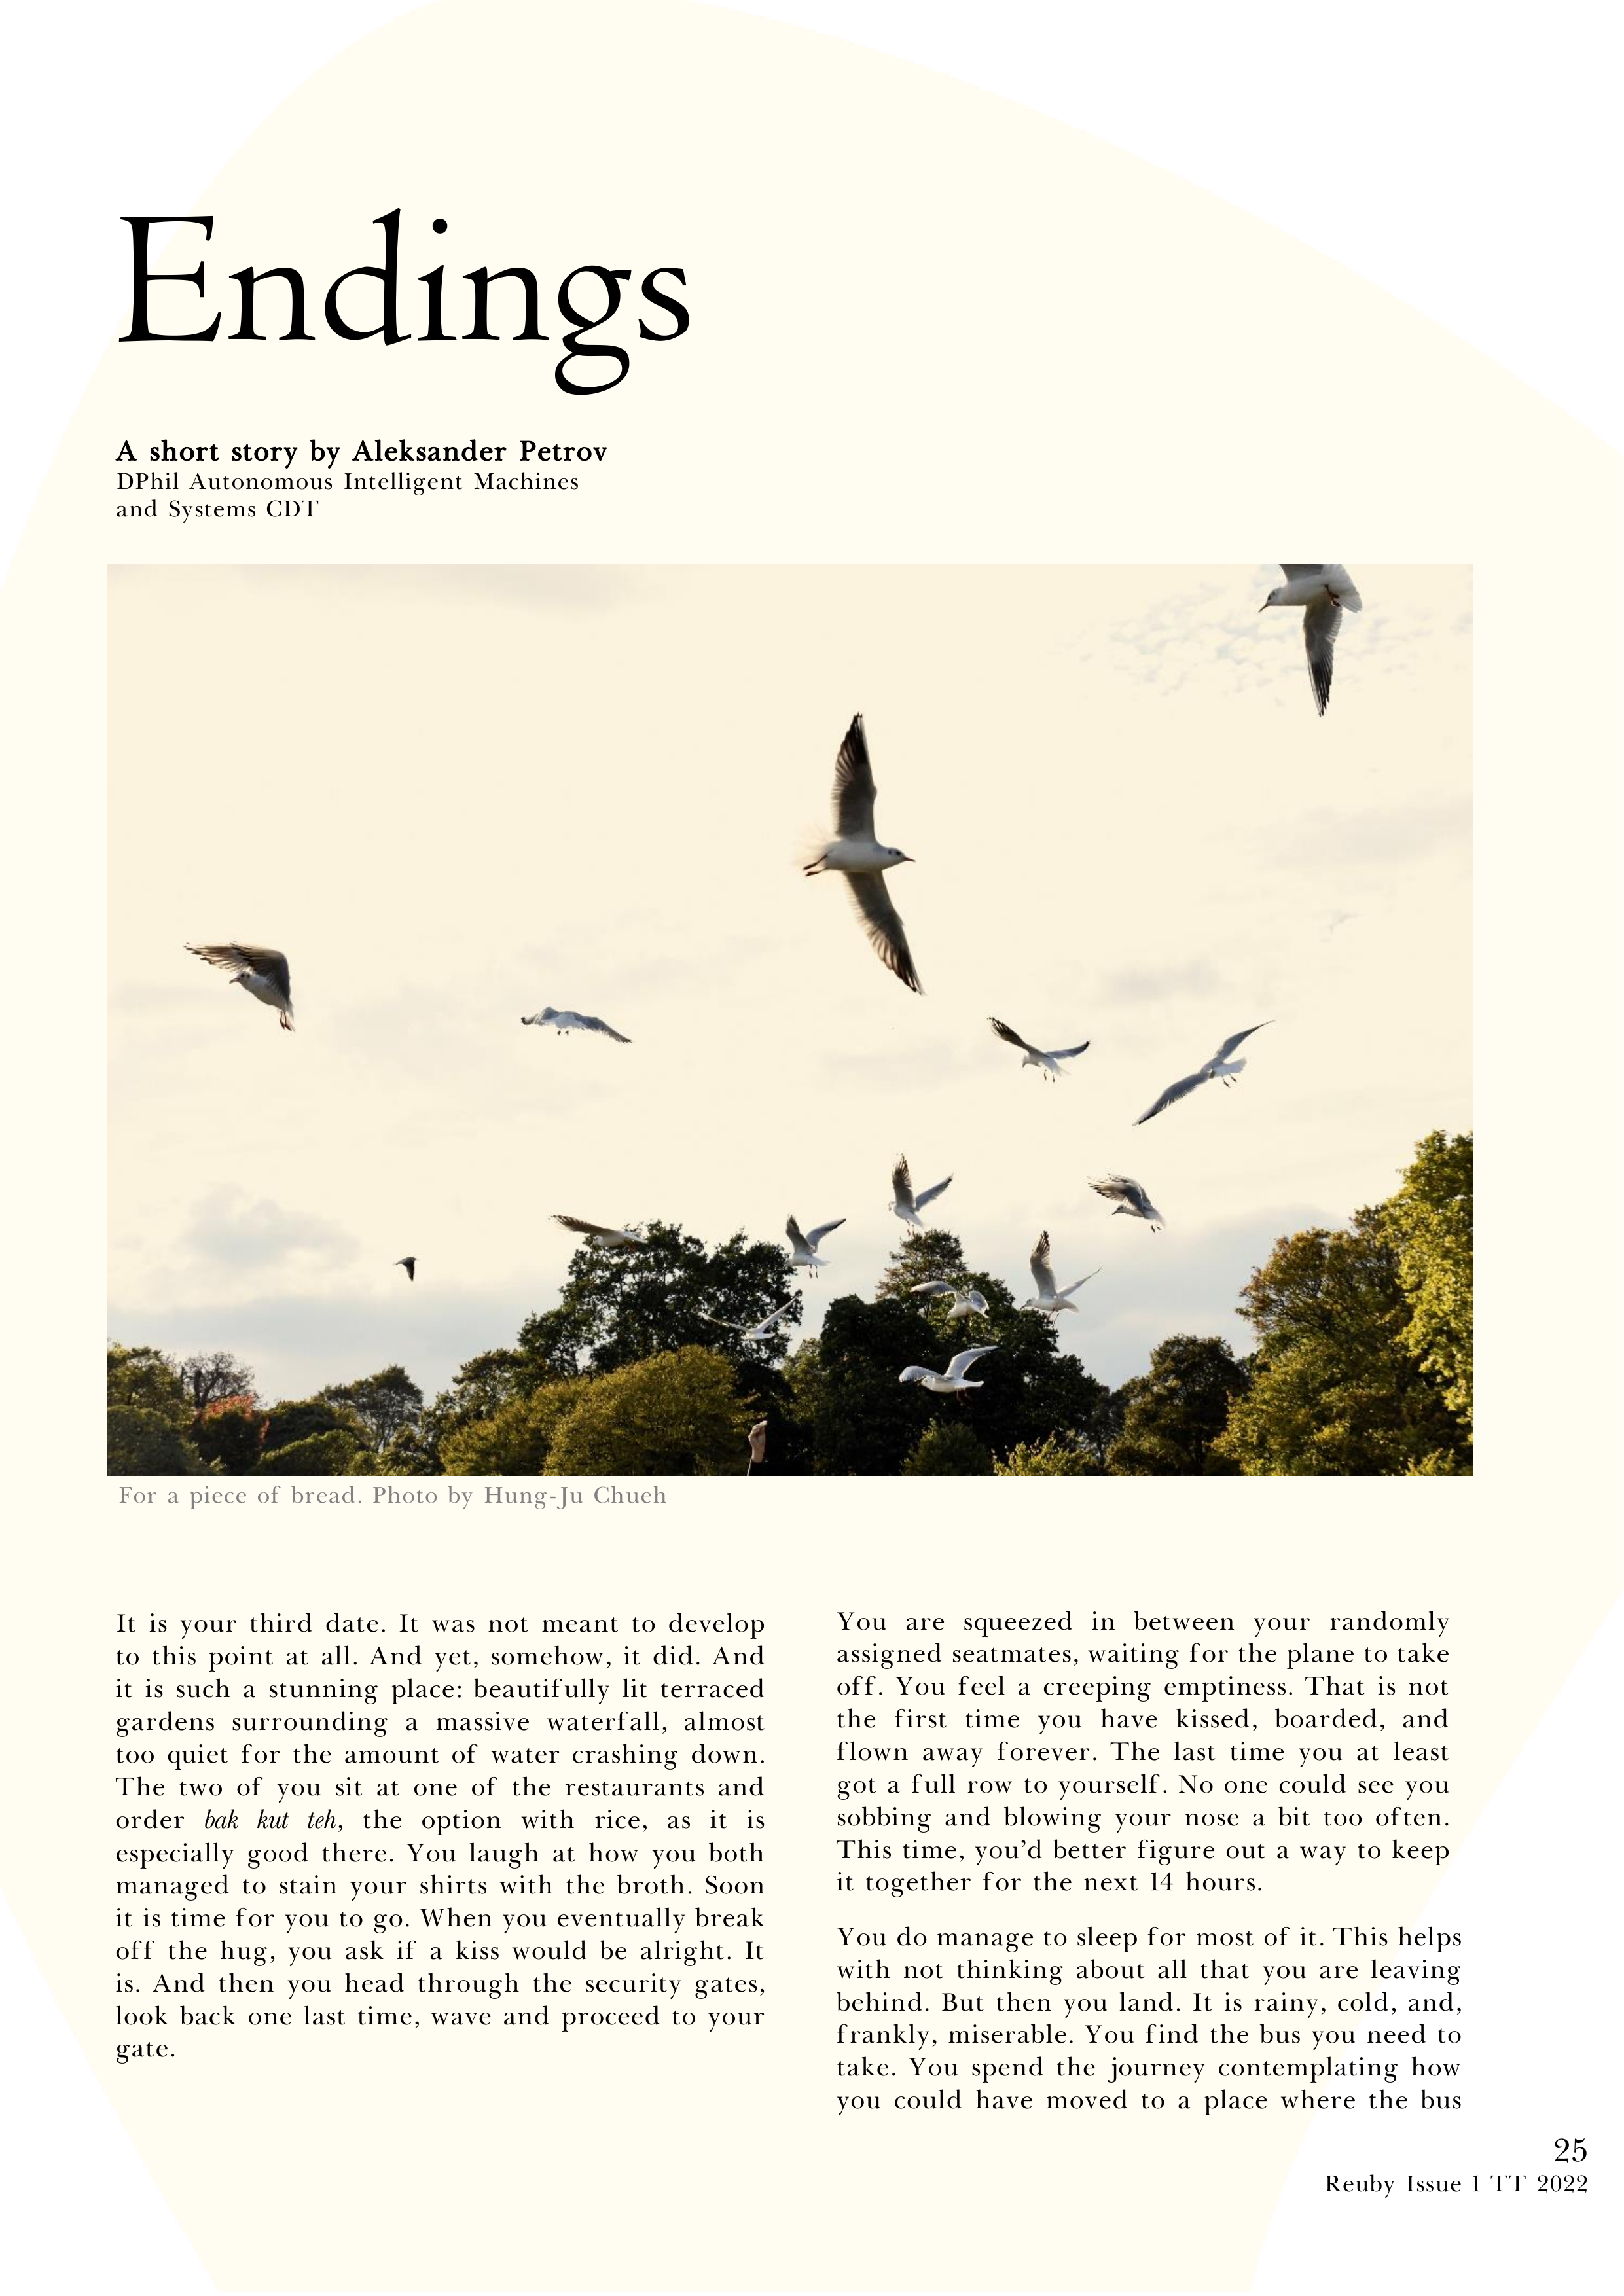 Endings
A short story by Aleksander Petrov
DPhil Autonomous Intelligent Machines
and Systems CDT
For a piece of bread. Photo by Hung-Ju Chueh
It is your third date. It was not meant to develop
to this point at all. And yet, somehow, it did. And
it is such a stunning place: beautifully lit terraced
gardens surrounding a massive waterfall, almost
too quiet for the amount of water crashing down.
The two of you sit at one of the restaurants and
order bak kut teh, the option with rice, as it is
especially good there. You laugh at how you both
managed to stain your shirts with the broth. Soon
it is time for you to go. When you eventually break
off the hug, you ask if a kiss would be alright. It
is. And then you head through the security gates,
look back one last time, wave and proceed to your
gate.
You are squeezed in between your randomly
assigned seatmates, waiting for the plane to take
off. You feel a creeping emptiness. That is not
the first time you have kissed, boarded, and
flown away forever. The last time you at least
got a full row to yourself. No one could see you
sobbing and blowing your nose a bit too often.
This time, you’d better figure out a way to keep
it together for the next 14 hours.
You do manage to sleep for most of it. This helps
with not thinking about all that you are leaving
behind. But then you land. It is rainy, cold, and,
frankly, miserable. You find the bus you need to
take. You spend the journey contemplating how
you could have moved to a place where the bus
25
Reuby Issue 1 TT 2022